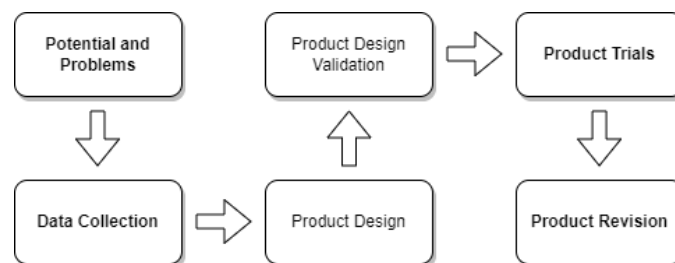 Potential and
Problems
Product Design
Validation
Product Trials
Data Collection
Product Design
Product Revision